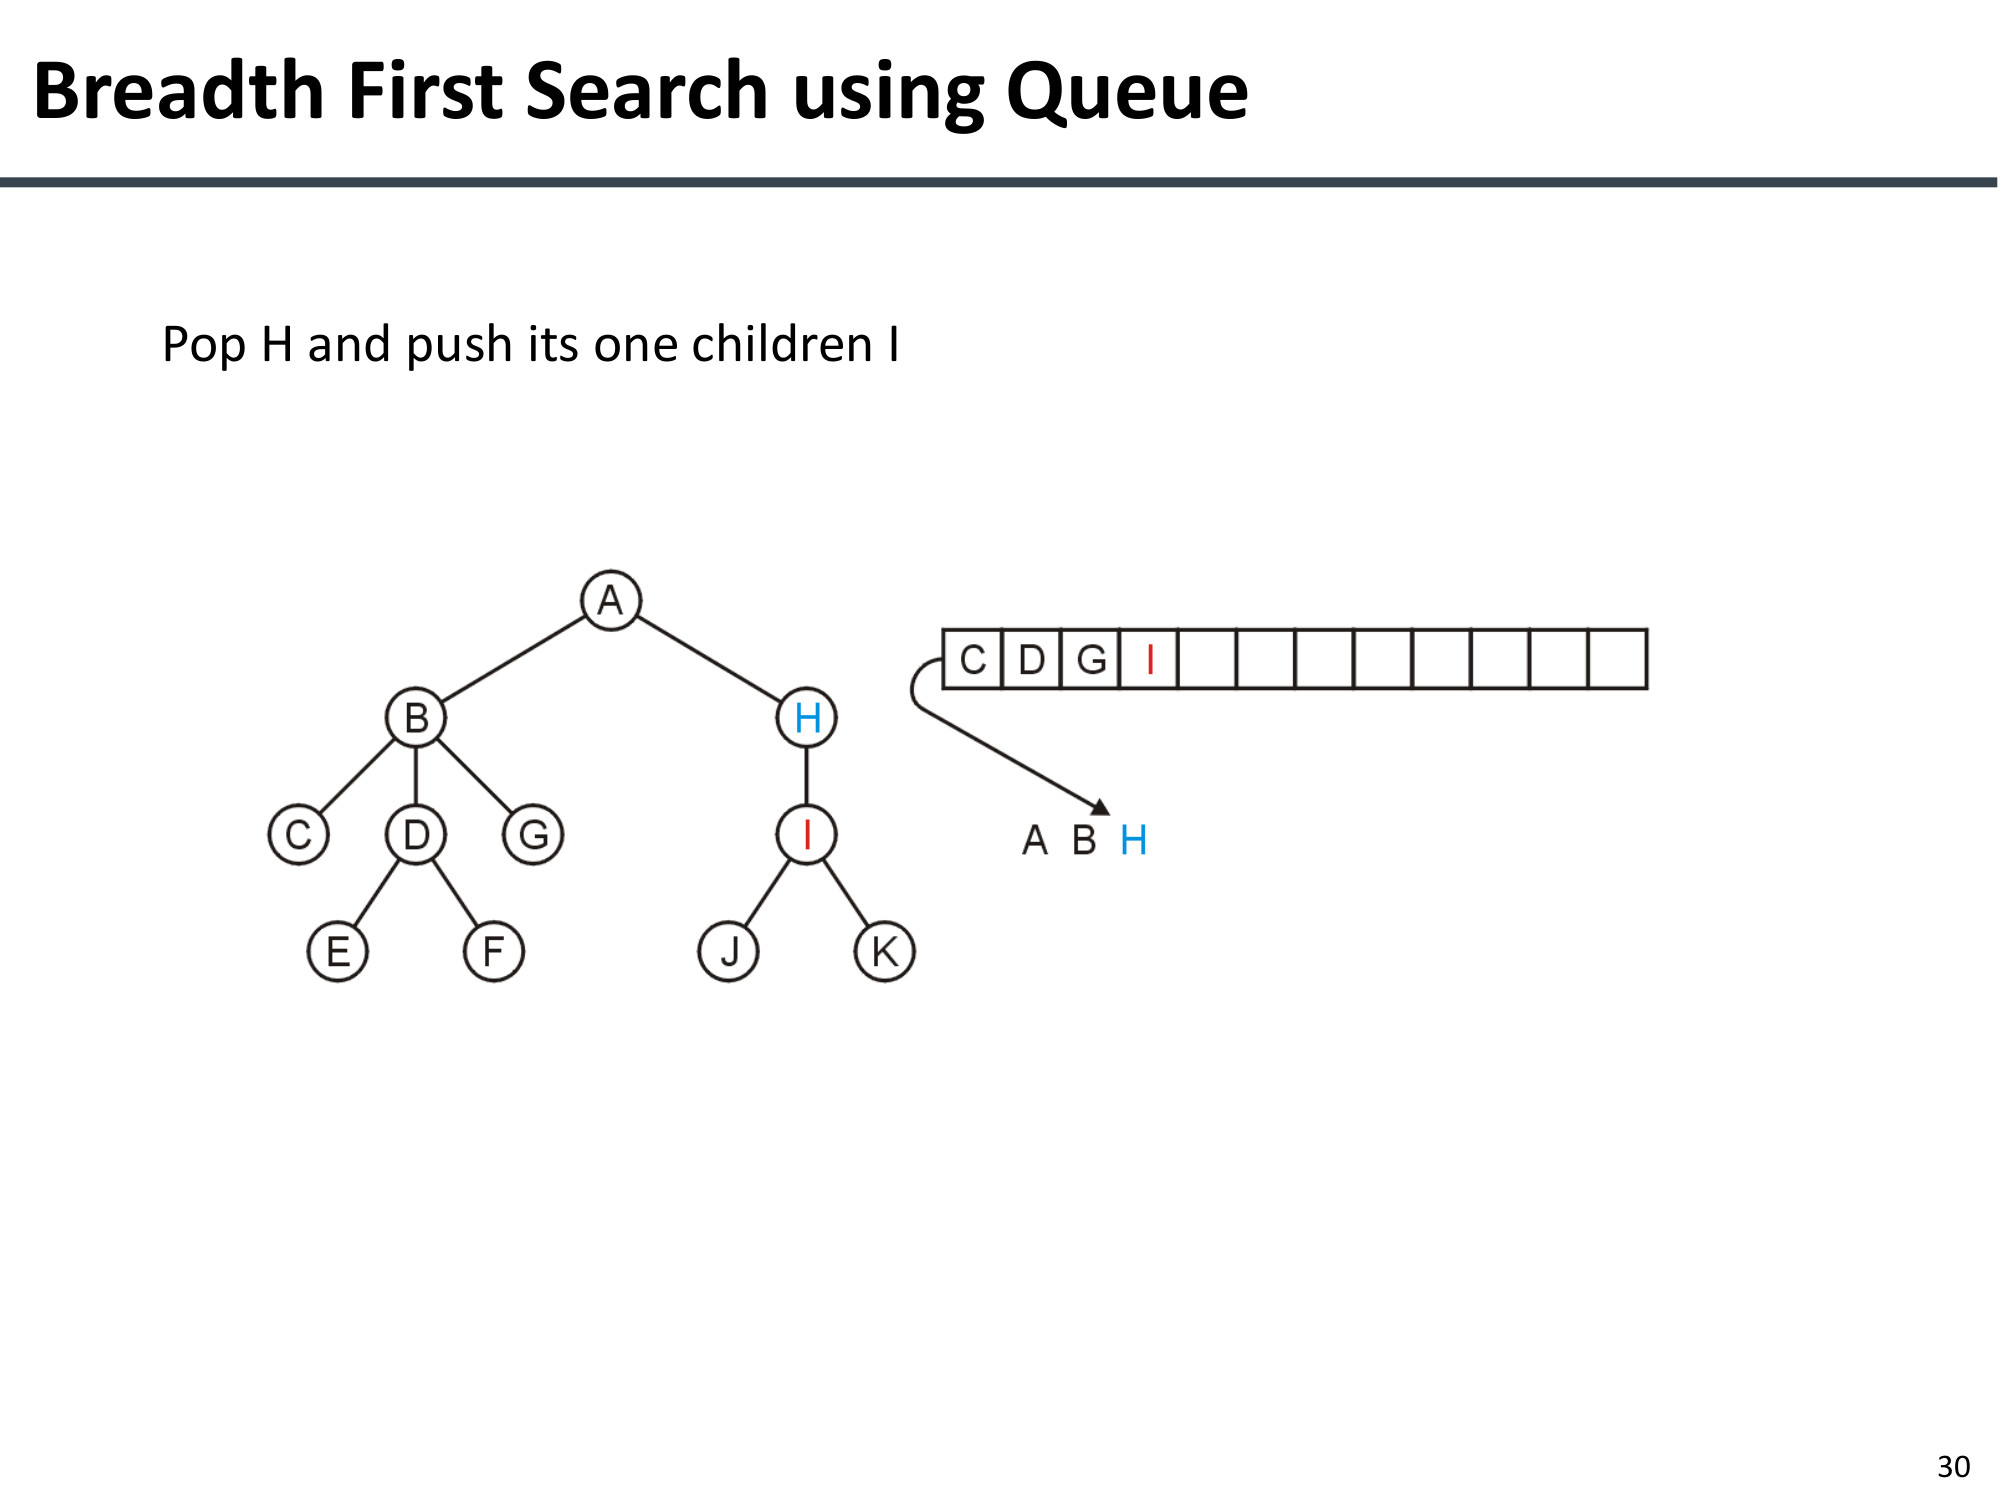 Breadth First Search using Queue
Pop H and push its one children I
A
B H
C D G I
E F J K
C D G I
A B H
30